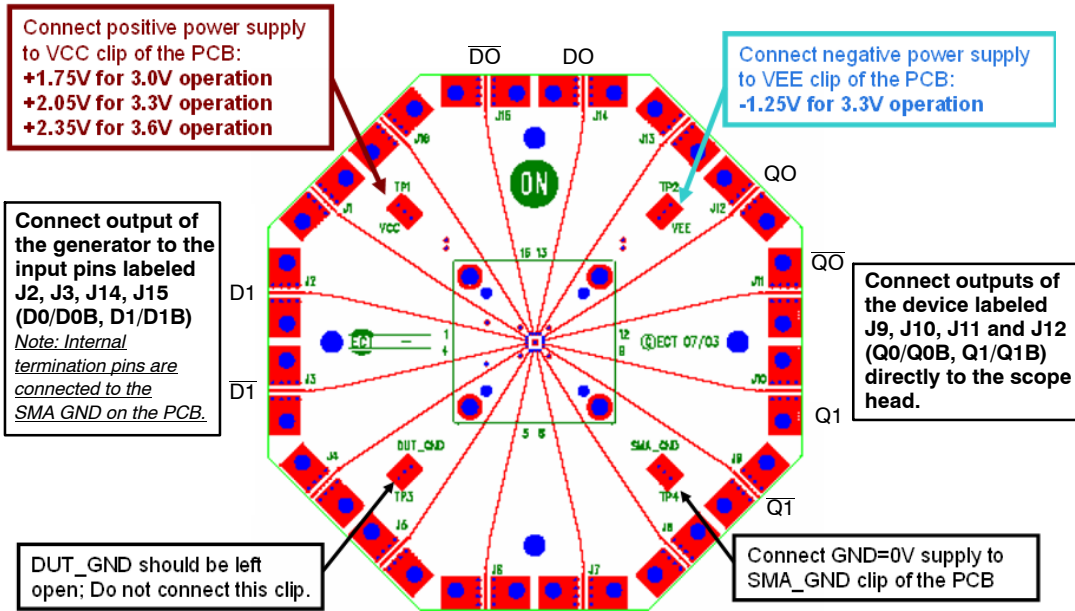 Connect positive power supply
to VCC clip of the PCB:
+1.75V for 3.0V operation
+2.05V for 3.3V operation
+2.35V for 3.6V operation
D̅O̅
DO
Connect negative power supply
to VEE clip of the PCB:
-1.25V for 3.3V operation
J15
J14
J16
J13
ON
TP1
VCC
TP2
VEE
J1
J12
QO
Connect output of
the generator to the
input pins labeled
J2, J3, J14, J15
(D0/D0B, D1/D1B)
Note: Internal
termination pins are
connected to the
SMA GND on the PCB.
J2
D1
J3
D̅1̅
16 13
1
4
12
9
5 8
EC
ECT 07/03
J11
Q̅O̅
J10
Q1
Connect outputs of
the device labeled
J9, J10, J11 and J12
(Q0/Q0B, Q1/Q1B)
directly to the scope
head.
DUT_GND
TP3
SMA_GND
TP4
J4
J9
Q̅1̅
J5
J8
J6
J7
DUT_GND should be left
open; Do not connect this clip.
Connect GND=0V supply to
SMA_GND clip of the PCB